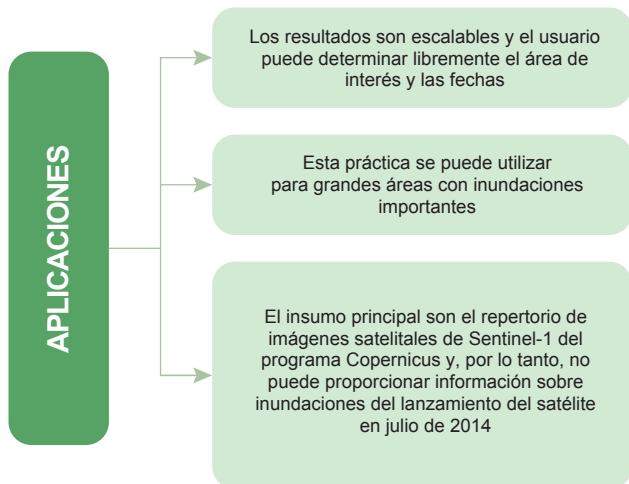 APLICACIONES
Los resultados son escalables y el usuario
puede determinar libremente el área de
interés y las fechas
Esta práctica se puede utilizar
para grandes áreas con inundaciones
importantes
El insumo principal son el repertorio de
imágenes satelitales de Sentinel-1 del
programa Copernicus y, por lo tanto, no
puede proporcionar información sobre
inundaciones del lanzamiento del satélite
en julio de 2014